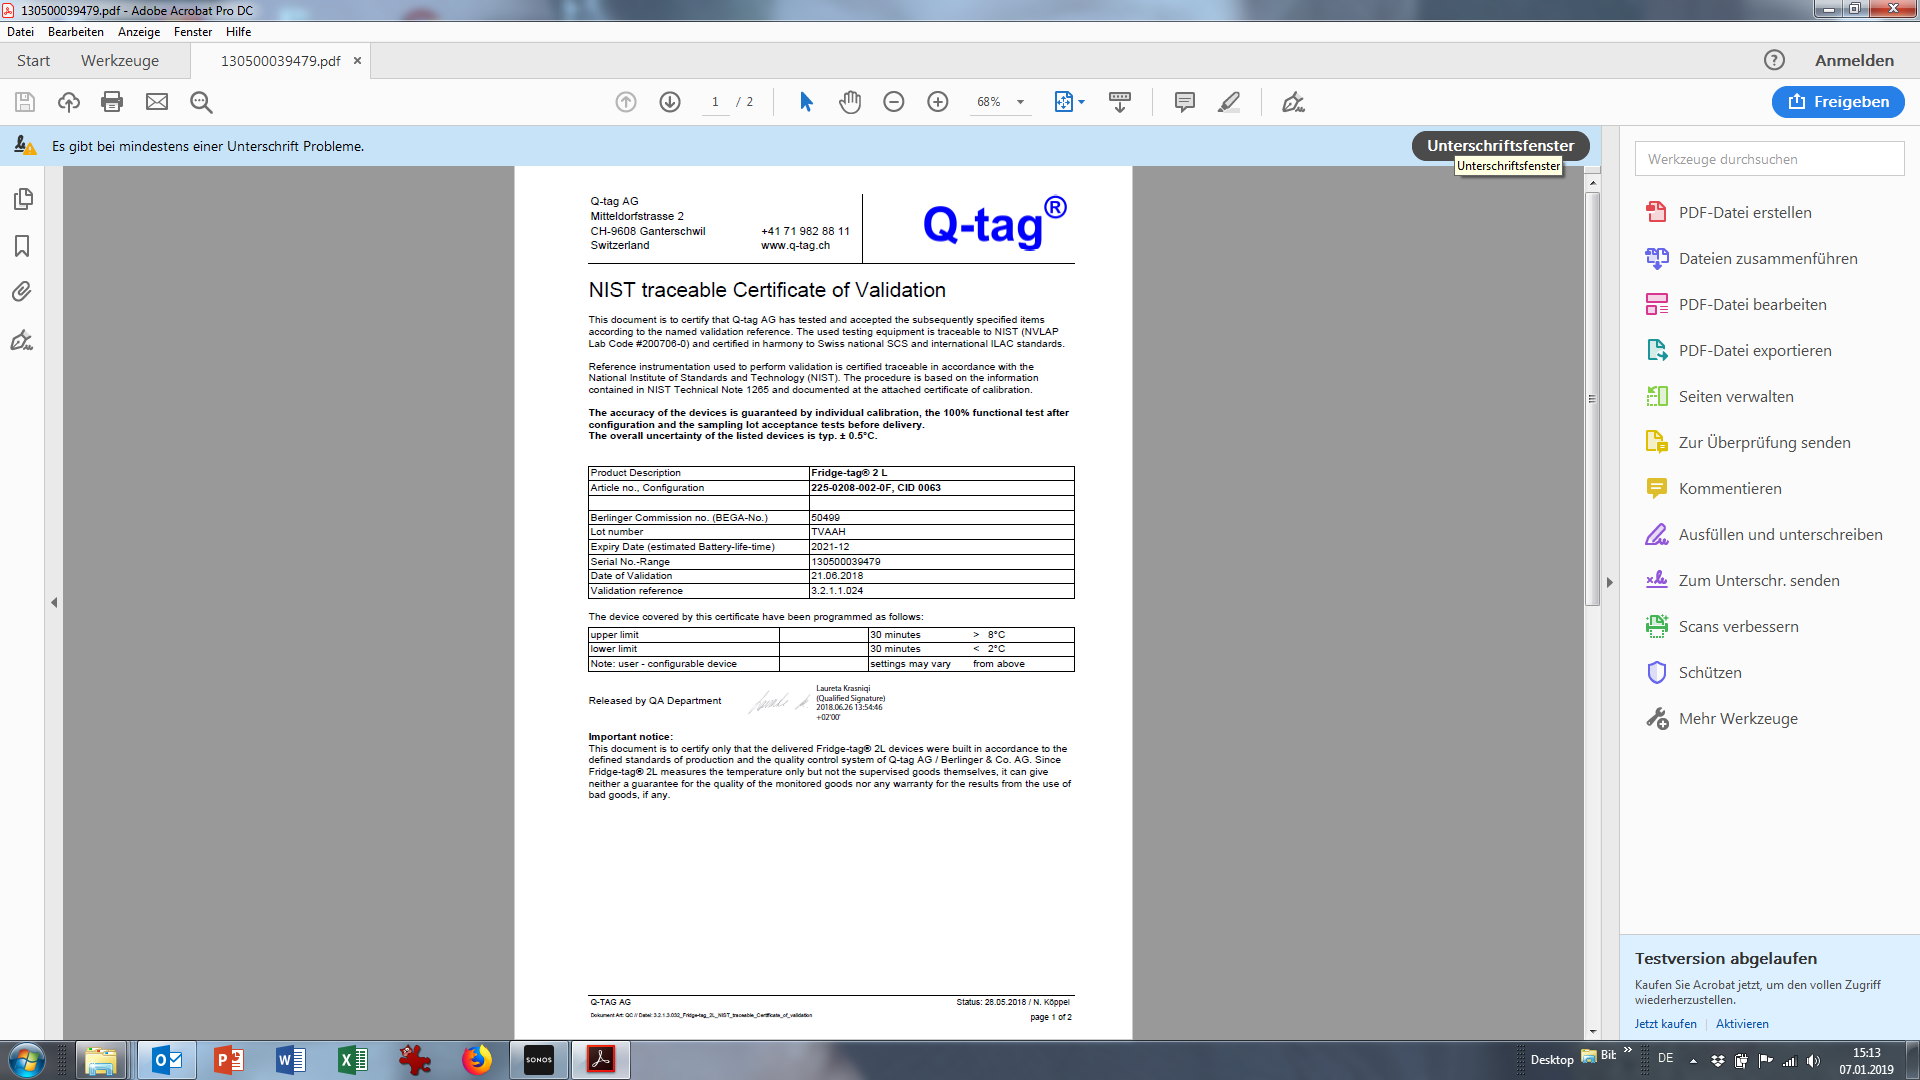 130500039479.pdf - Adobe Acrobat Pro DC
Datei Bearbeiten Anzeige Fenster Hilfe
Start Werkzeuge 130500039479.pdf × ? Anmelden
1 / 2 68% Freigeben
Es gibt bei mindestens einer Unterschrift Probleme. Unterschriftsfenster
Unterschriftsfenster
Q-tag AG
Mitteldorfstrasse 2
CH-9608 Ganterschwil +41 71 982 88 11
Switzerland www.q-tag.ch
Q-tag®
NIST traceable Certificate of Validation
This document is to certify that Q-tag AG has tested and accepted the subsequently specified items
according to the named validation reference. The used testing equipment is traceable to NIST (NVLAP
Lab Code #200706-0) and certified in harmony to Swiss national SCS and international ILAC standards.
Reference instrumentation used to perform validation is certified traceable in accordance with the
National Institute of Standards and Technology (NIST). The procedure is based on the information
contained in NIST Technical Note 1265 and documented at the attached certificate of calibration.
The accuracy of the devices is guaranteed by individual calibration, the 100% functional test after
configuration and the sampling lot acceptance tests before delivery.
The overall uncertainty of the listed devices is typ. ± 0.5°C.
Product Description Fridge-tag® 2 L
Article no., Configuration 225-0208-002-0F, CID 0063
Berlinger Commission no. (BEGA-No.) 50499
Lot number TVAAH
Expiry Date (estimated Battery-life-time) 2021-12
Serial No.-Range 130500039479
Date of Validation 21.06.2018
Validation reference 3.2.1.1.024
The device covered by this certificate have been programmed as follows:
upper limit 30 minutes > 8°C
lower limit 30 minutes < 2°C
Note: user - configurable device settings may vary from above
Released by QA Department
Laureta Krasniqi
(Qualified Signature)
2018.06.26 13:54:46
+02'00'
Important notice:
This document is to certify only that the delivered Fridge-tag® 2L devices were built in accordance to the
defined standards of production and the quality control system of Q-tag AG / Berlinger & Co. AG. Since
Fridge-tag® 2L measures the temperature only but not the supervised goods themselves, it can give
neither a guarantee for the quality of the monitored goods nor any warranty for the results from the use of
bad goods, if any.
Q-TAG AG Status: 28.05.2018 / N. Köppel
Dokument Art: QC // Datei: 3.2.1.3.032_Fridge-tag_2L_NIST_traceable_Certificate_of_validation page 1 of 2
Werkzeuge durchsuchen
PDF-Datei erstellen
Dateien zusammenführen
PDF-Datei bearbeiten
PDF-Datei exportieren
Seiten verwalten
Zur Überprüfung senden
Kommentieren
Ausfüllen und unterschreiben
Zum Unterschr. senden
Scans verbessern
Schützen
Mehr Werkzeuge
Testversion abgelaufen
Kaufen Sie Acrobat jetzt, um den vollen Zugriff
wiederherzustellen.
Jetzt kaufen Aktivieren
SONOS Desktop Bib » DE
15:13
07.01.2019